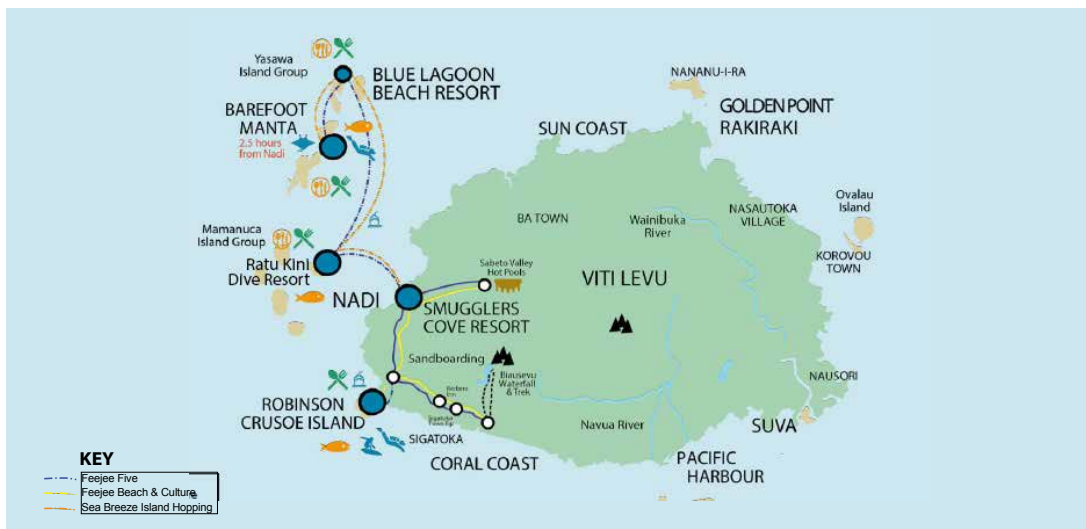 Yasawa
Island Group
BLUE LAGOON
BEACH RESORT
BAREFOOT
MANTA
2.5 hours
from Nadi
Mamanuca
Island Group
Ratu Kini
Dive Resort
NADI
SMUGGLERS
COVE RESORT
Sabeto Valley
Hot Pools
SUN COAST
NANANU-I-RA
GOLDEN POINT
RAKIRAKI
BA TOWN
Wainibuka
River
NASAUTOKA
VILLAGE
Ovalau
Island
KOROVOU
TOWN
VITI LEVU
Sandboarding
Biausevu
Waterfall
& Trek
ROBINSON
CRUSOE ISLAND
SIGATOKA
CORAL COAST
Navua River
NAUSORI
SUVA
PACIFIC
HARBOUR
KEY
Feejee Five
Feejee Beach & Culture
Sea Breeze Island Hopping